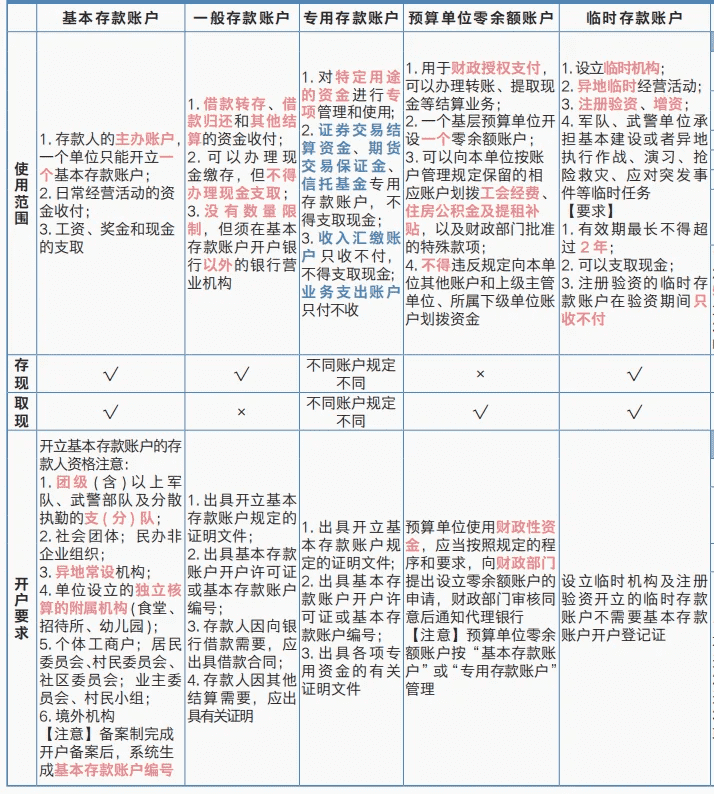 基本存款账户
一般存款账户
专用存款账户
预算单位零余额账户
临时存款账户
使用范围
1. 存款人的主办账户,
一个单位只能开立一
个基本存款账户;
2. 日常经营活动的资
金收付;
3. 工资、奖金和现金
的支取
1. 借款转存、借
款归还和其他结
算的资金收付;
2. 可以办理现
金缴存，但不得
办理现金支取;
3. 没有数量限
制，但须在基本
存款账户开户银
行以外的银行营
业机构
1. 对特定用途
的资金进行专
项管理和使用;
2. 证券交易结
算资金、期货
交易保证金、
信托基金专用
存款账户，不
得支取现金;
3. 收入汇缴账
户只收不付，
不得支取现金;
业务支出账户
只付不收
1. 用于财政授权支付，
可以办理转账、提取现
金等结算业务;
2. 一个基层预算单位开
设一个零余额账户;
3. 可以向本单位按账
户管理规定保留的相
应账户划拨工会经费、
住房公积金及提租补
贴，以及财政部门批准
的特殊款项;
4. 不得违反规定向本单
位其他账户和上级主管
单位、所属下级单位账
户划拨资金
1. 设立临时机构;
2. 异地临时经营活动;
3. 注册验资、增资;
4. 军队、武警单位承
担基本建设或者异地
执行作战、演习、抢
险救灾、应对突发事
件等临时任务
【要求】
1. 有效期最长不得超
过 2 年;
2. 可以支取现金;
3. 注册验资的临时存
款账户在验资期间只
收不付
存现
√
√
不同账户规定
不同
×
√
取现
√
×
不同账户规定
不同
√
√
开户要求
开立基本存款账户的存
款人资格注意:
1. 团级（含）以上军
队、武警部队及分散
执勤的支（分）队;
2. 社会团体；民办非
企业组织;
3. 异地常设机构;
4. 单位设立的独立核
算的附属机构(食堂、
招待所、幼儿园);
5. 个体工商户；居民
委员会、村民委员会、
社区委员会；业主委
员会、村民小组;
6. 境外机构
【注意】备案制完成
开户备案后，系统生
成基本存款账户编号
1. 出具开立基本
存款账户规定的
证明文件;
2. 出具基本存款
账户开户许可证
或基本存款账户
编号;
3. 存款人因向银
行借款需要，应
出具借款合同;
4. 存款人因其他
结算需要，应出
具有关证明
1. 出具开立基
本存款账户规
定的证明文件;
2. 出具基本存
款账户开户许
可证或基本存
款账户编号;
3. 出具各项专
用资金的有关
证明文件
预算单位使用财政性资
金，应当按照规定的程
序和要求，向财政部门
提出设立零余额账户的
申请，财政部门审核同
意后通知代理银行
【注意】预算单位零余
额账户按“基本存款账
户”或“专用存款账户”
管理
设立临时机构及注册
验资开立的临时存款
账户不需要基本存款
账户开户登记证